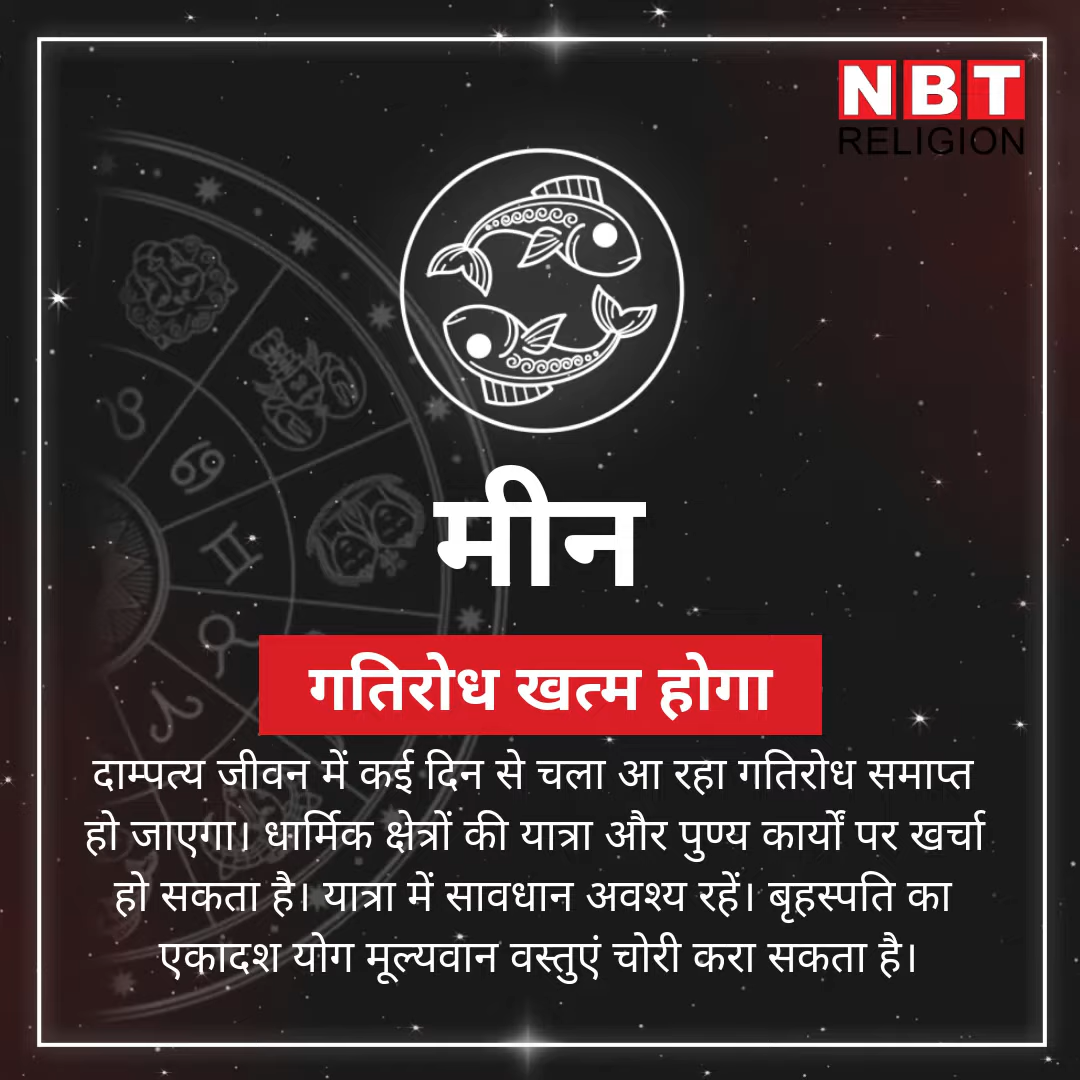 NBT
RELIGION
मीन
गतिरोध खत्म होगा
दाम्पत्य जीवन में कई दिन से चला आ रहा गतिरोध समाप्त
हो जाएगा। धार्मिक क्षेत्रों की यात्रा और पुण्य कार्यों पर खर्चा
हो सकता है। यात्रा में सावधान अवश्य रहें। बृहस्पति का
एकादश योग मूल्यवान वस्तुएं चोरी करा सकता है।